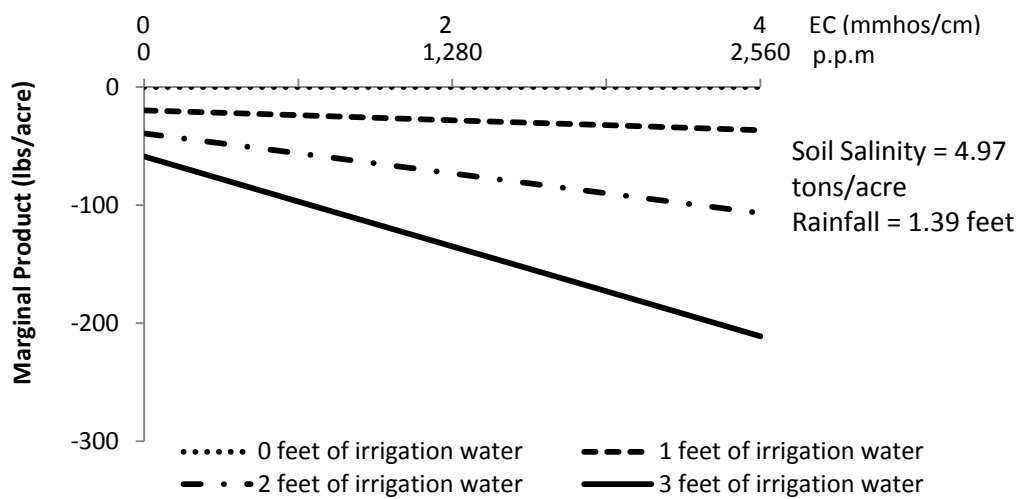 0 2 4 EC (mmhos/cm)
0 1,280 2,560 p.p.m
0
-100
-200
-300
Marginal Product (lbs/acre)
Soil Salinity = 4.97
tons/acre
Rainfall = 1.39 feet
0 feet of irrigation water 1 feet of irrigation water
2 feet of irrigation water 3 feet of irrigation water